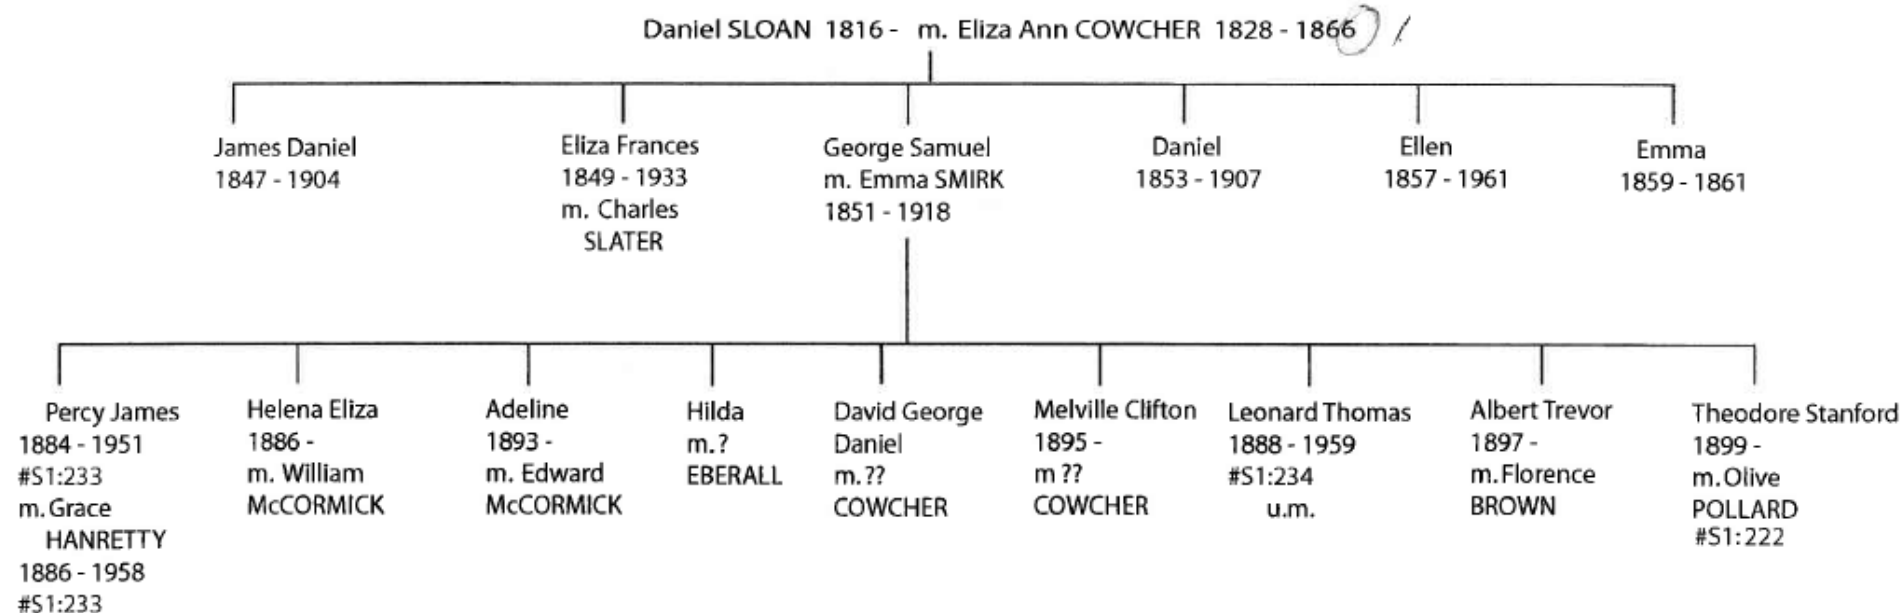 Daniel SLOAN 1816 - m. Eliza Ann COWCHER 1828 - 1866 /
James Daniel
1847 - 1904
Eliza Frances
1849 - 1933
m. Charles
SLATER
George Samuel
m. Emma SMIRK
1851 - 1918
Daniel
1853 - 1907
Ellen
1857 - 1961
Emma
1859 - 1861
Percy James
1884 - 1951
#S1:233
m. Grace
HANRETTY
1886 - 1958
#S1:233
Helena Eliza
1886 -
m. William
McCORMICK
Adeline
1893 -
m. Edward
McCORMICK
Hilda
m.?
EBERALL
David George
Daniel
m.??
COWCHER
Melville Clifton
1895 -
m ??
COWCHER
Leonard Thomas
1888 - 1959
#S1:234
u.m.
Albert Trevor
1897 -
m. Florence
BROWN
Theodore Stanford
1899 -
m. Olive
POLLARD
#S1:222